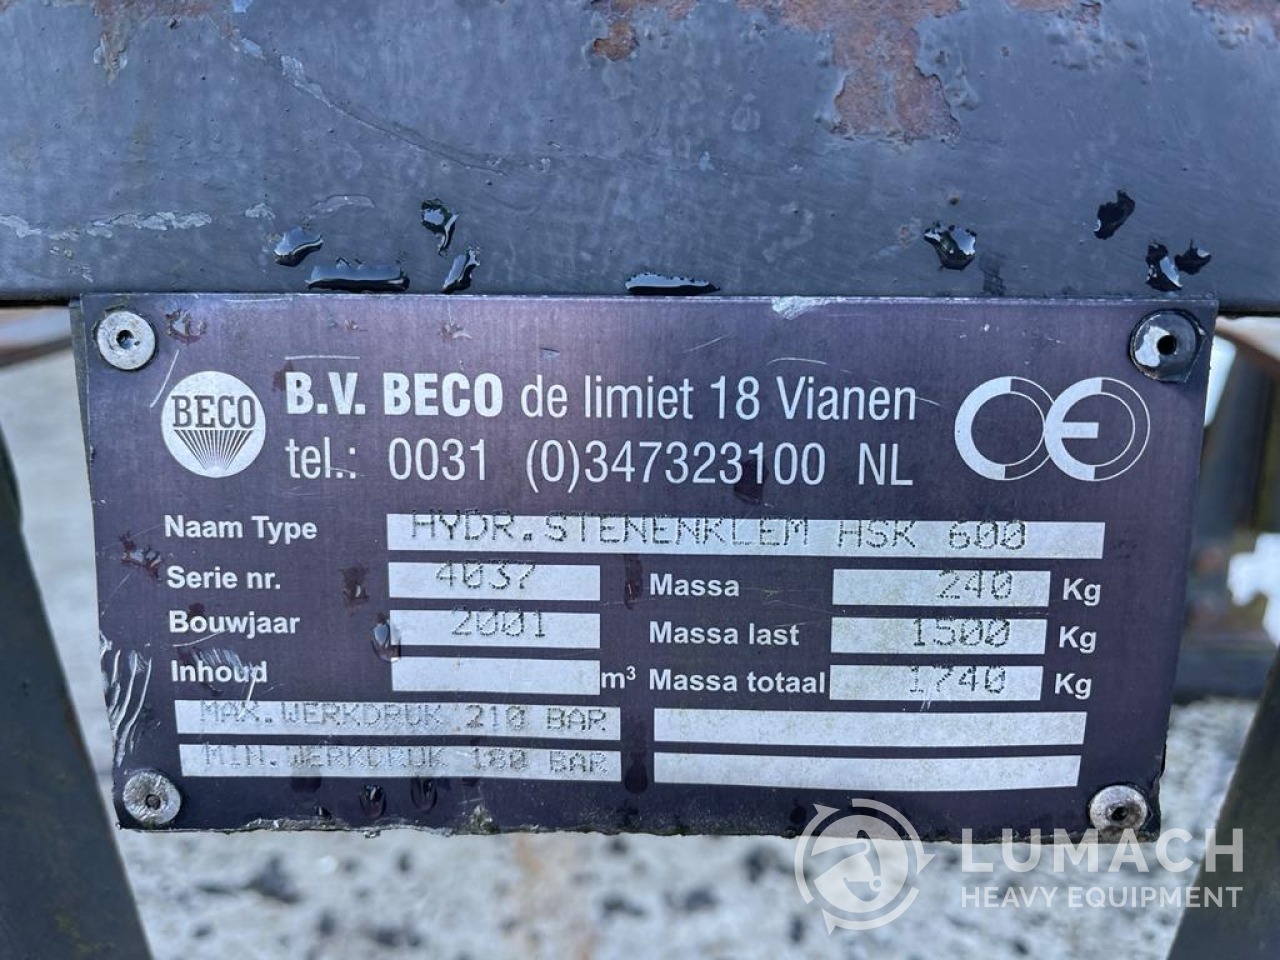 BECO
B.V. BECO de limiet 18 Vianen
tel.: 0031 (0)347323100 NL
CE
Naam Type HYDR.STENENKLEM HSK 600
Serie nr. 4037
Massa 240 Kg
Bouwjaar 2001
Massa last 1500 Kg
Inhoud m³
Massa totaal 1740 Kg
MAX.WERKDRUK 210 BAR
MIN.WERKDRUK 180 BAR
LUMACH
HEAVY EQUIPMENT